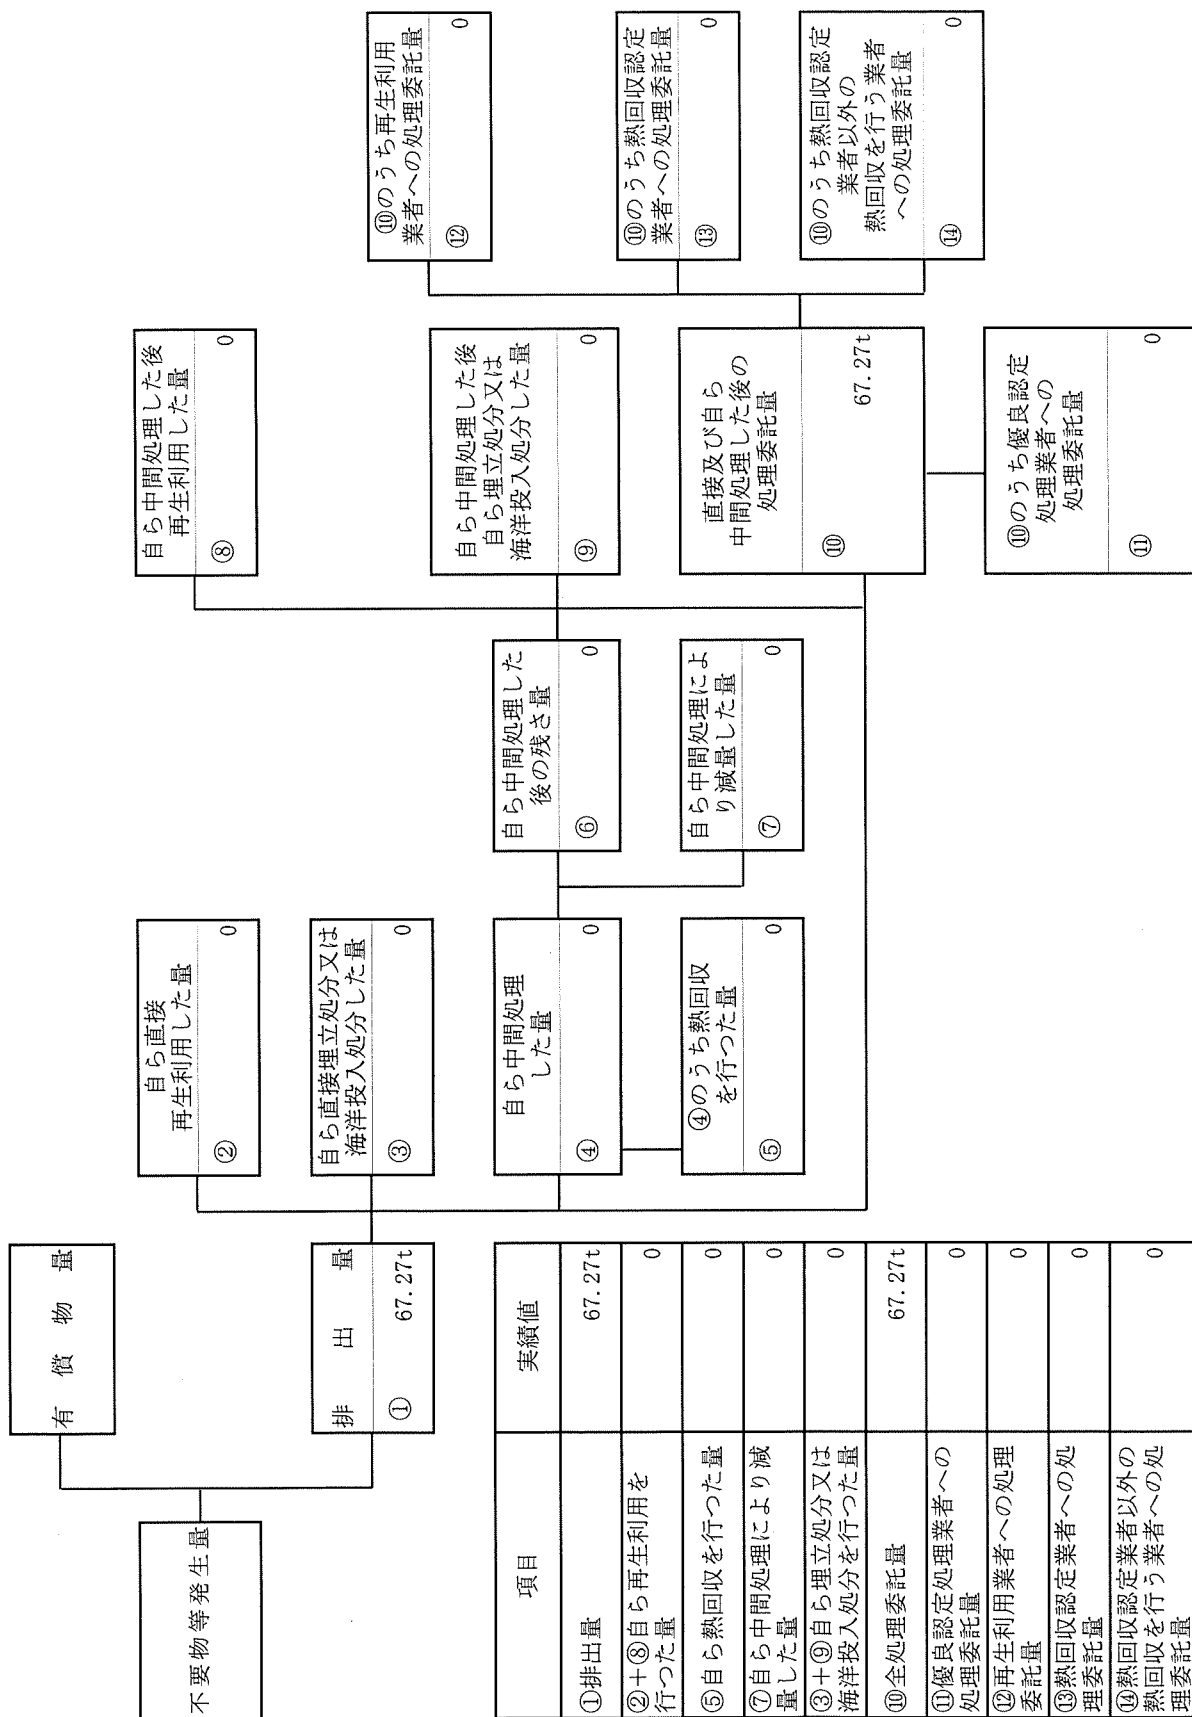 不要物等発生量
有償物量
排出量
① 67.27t
自ら直接
再生利用した量
② 0
自ら直接埋立処分又は
海洋投入処分した量
③ 0
自ら中間処理
した量
④ 0
④のうち熱回収
を行つた量
⑤ 0
自ら中間処理した
後の残さ量
⑥ 0
自ら中間処理によ
り減量した量
⑦ 0
自ら中間処理した後
再生利用した量
⑧ 0
自ら中間処理した後
自ら埋立処分又は
海洋投入処分した量
⑨ 0
直接及び自ら
中間処理した後の
処理委託量
⑩ 67.27t
⑩のうち優良認定
処理業者への
処理委託量
⑪ 0
⑩のうち再生利用
業者への処理委託量
⑫ 0
⑩のうち熱回収認定
業者への処理委託量
⑬ 0
⑩のうち熱回収認定
業者以外の
熱回収を行う業者
への処理委託量
⑭ 0
項目 実績値
①排出量 67.27t
②+⑧自ら再生利用を
行つた量 0
⑤自ら熱回収を行つた量 0
⑦自ら中間処理により減
量した量 0
③+⑨自ら埋立処分又は
海洋投入処分を行つた量 0
⑩全処理委託量 67.27t
⑪優良認定処理業者への
処理委託量 0
⑫再生利用業者への処理
委託量 0
⑬熱回収認定業者への処
理委託量 0
⑭熱回収認定業者以外の
熱回収を行う業者への処
理委託量 0